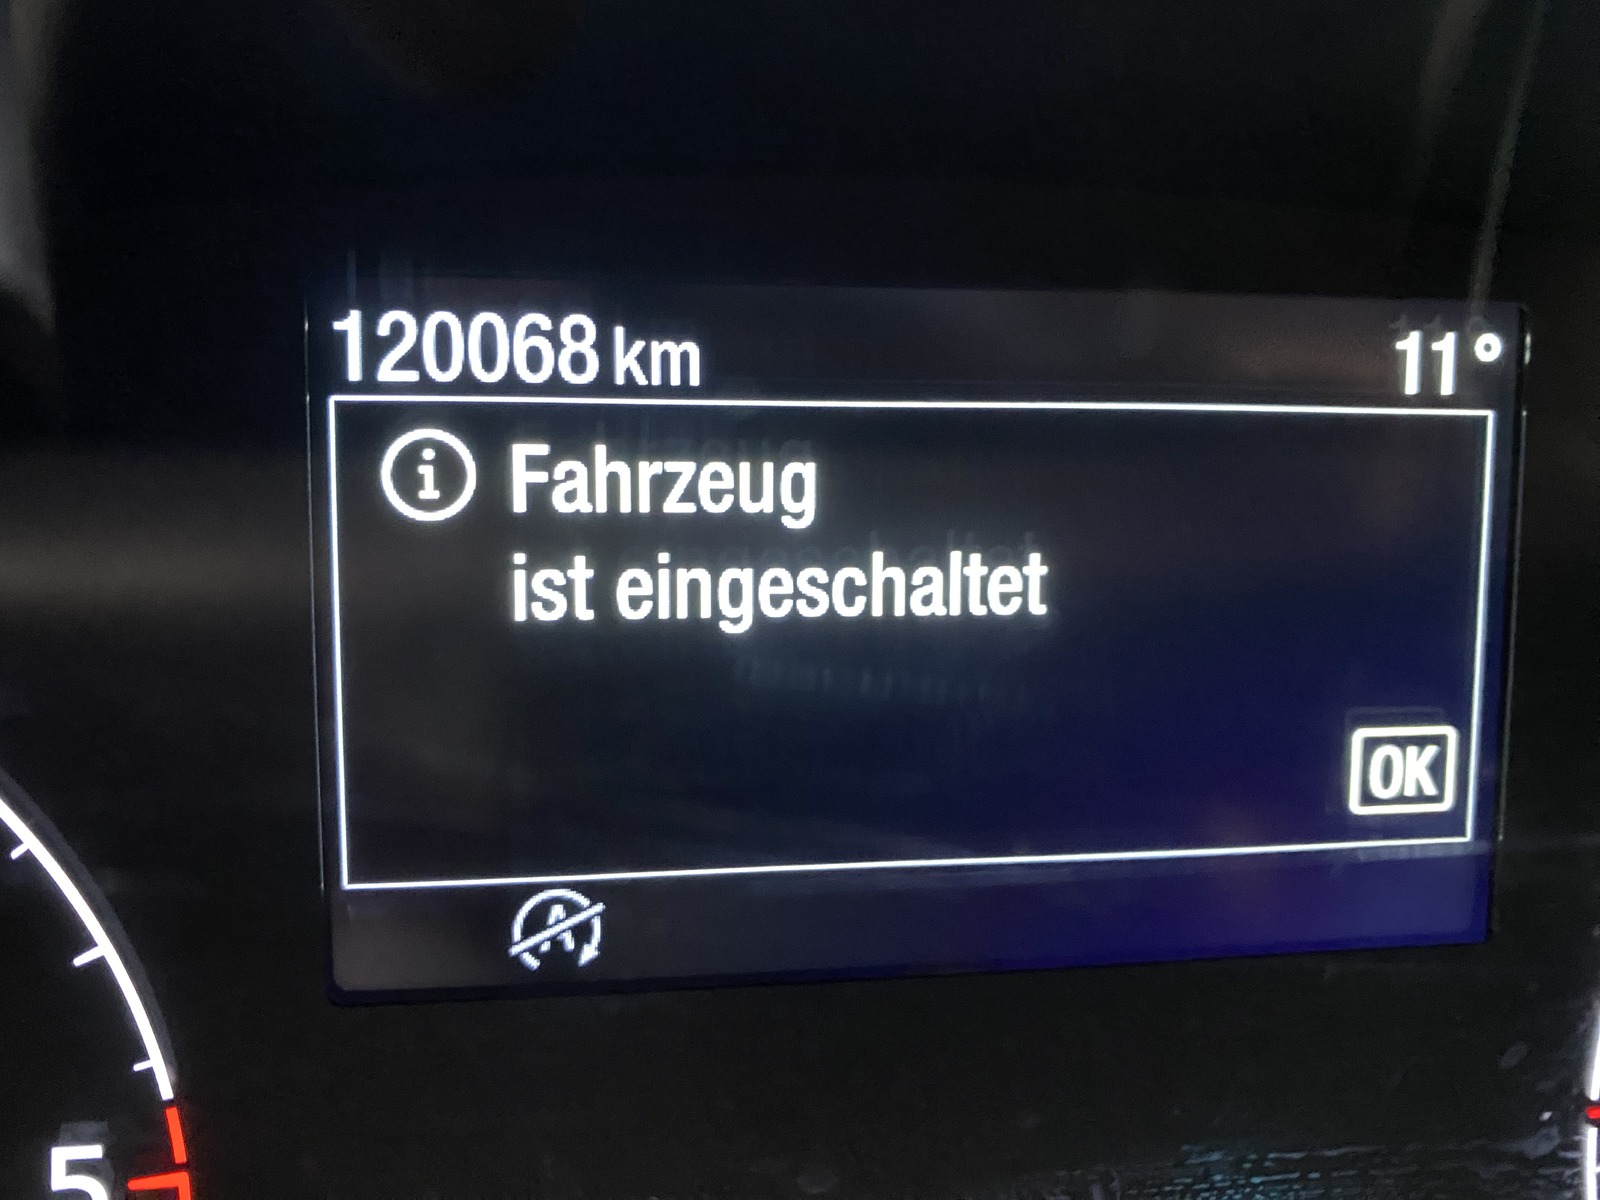 120068 km 11°
i Fahrzeug
ist eingeschaltet
OK
A
5